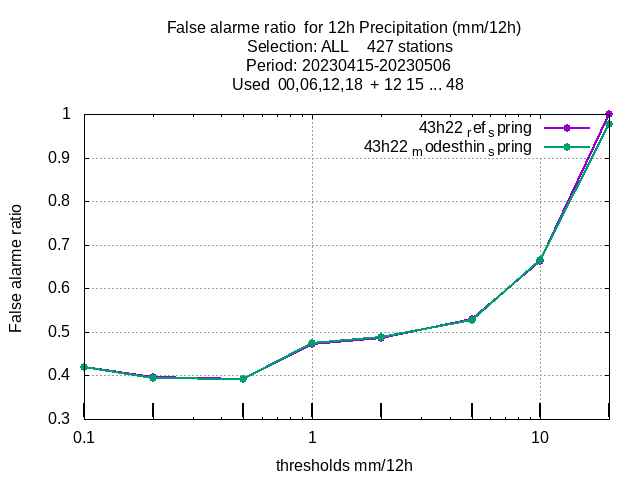 False alarme ratio  for 12h Precipitation (mm/12h)
Selection: ALL    427 stations
Period: 20230415-20230506
Used  00,06,12,18  + 12 15 ... 48
43h22 ref spring
43h22 modesthin spring
1
0.9
0.8
0.7
0.6
0.5
0.4
0.3
False alarme ratio
0.1
1
10
thresholds mm/12h